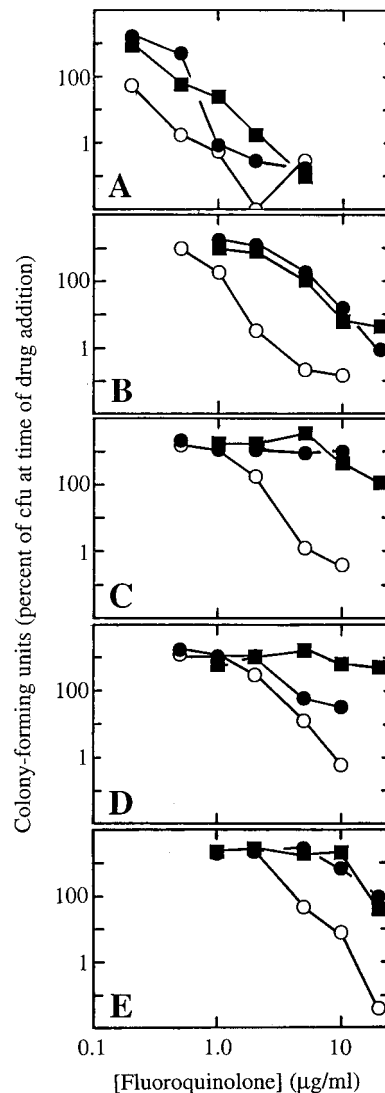 Colony-forming units (percent of cfu at time of drug addition)
100
1
A
100
1
B
100
1
C
100
1
D
100
1
E
0.1 1.0 10
[Fluoroquinolone] (μg/ml)